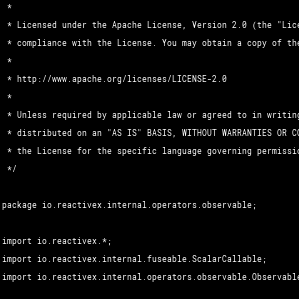 *
* Licensed under the Apache License, Version 2.0 (the "Lice
* compliance with the License. You may obtain a copy of the
*
* http://www.apache.org/licenses/LICENSE-2.0
*
* Unless required by applicable law or agreed to in writing
* distributed on an "AS IS" BASIS, WITHOUT WARRANTIES OR CO
* the License for the specific language governing permissio
*/
package io.reactivex.internal.operators.observable;
import io.reactivex.*;
import io.reactivex.internal.fuseable.ScalarCallable;
import io.reactivex.internal.operators.observable.Observable